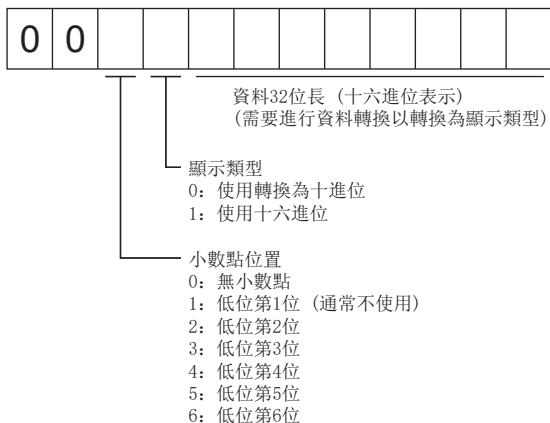 0 0
資料32位長 (十六進位表示)
(需要進行資料轉換以轉換為顯示類型)
顯示類型
0: 使用轉換為十進位
1: 使用十六進位
小數點位置
0: 無小數點
1: 低位第1位 (通常不使用)
2: 低位第2位
3: 低位第3位
4: 低位第4位
5: 低位第5位
6: 低位第6位